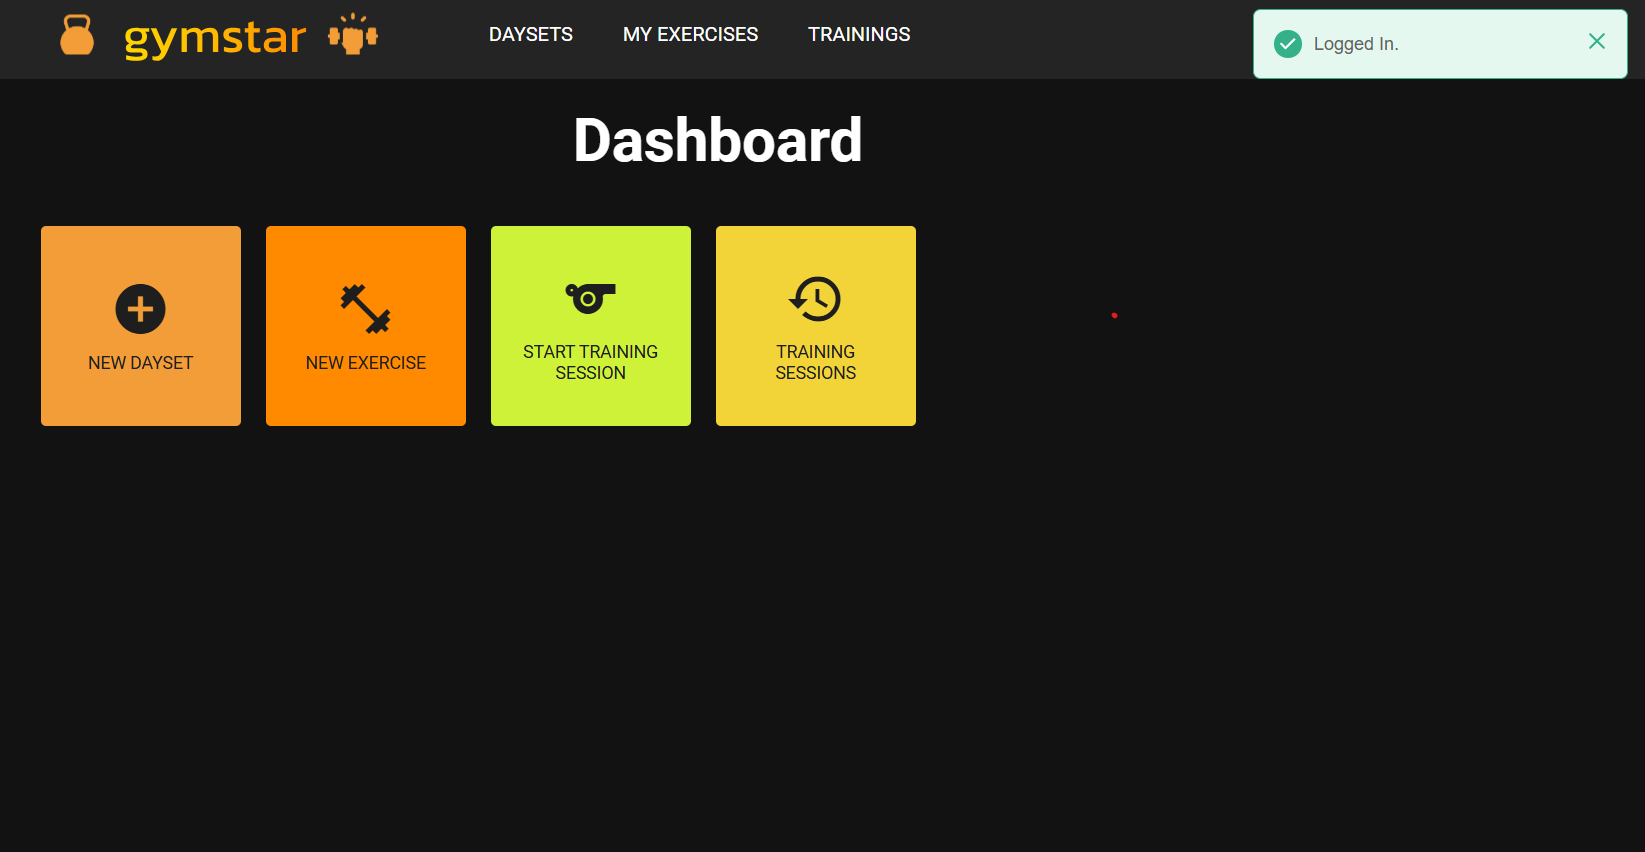 gymstar
DAYSETS
MY EXERCISES
TRAININGS
Logged In.
Dashboard
NEW DAYSET
NEW EXERCISE
START TRAINING
SESSION
TRAINING
SESSIONS